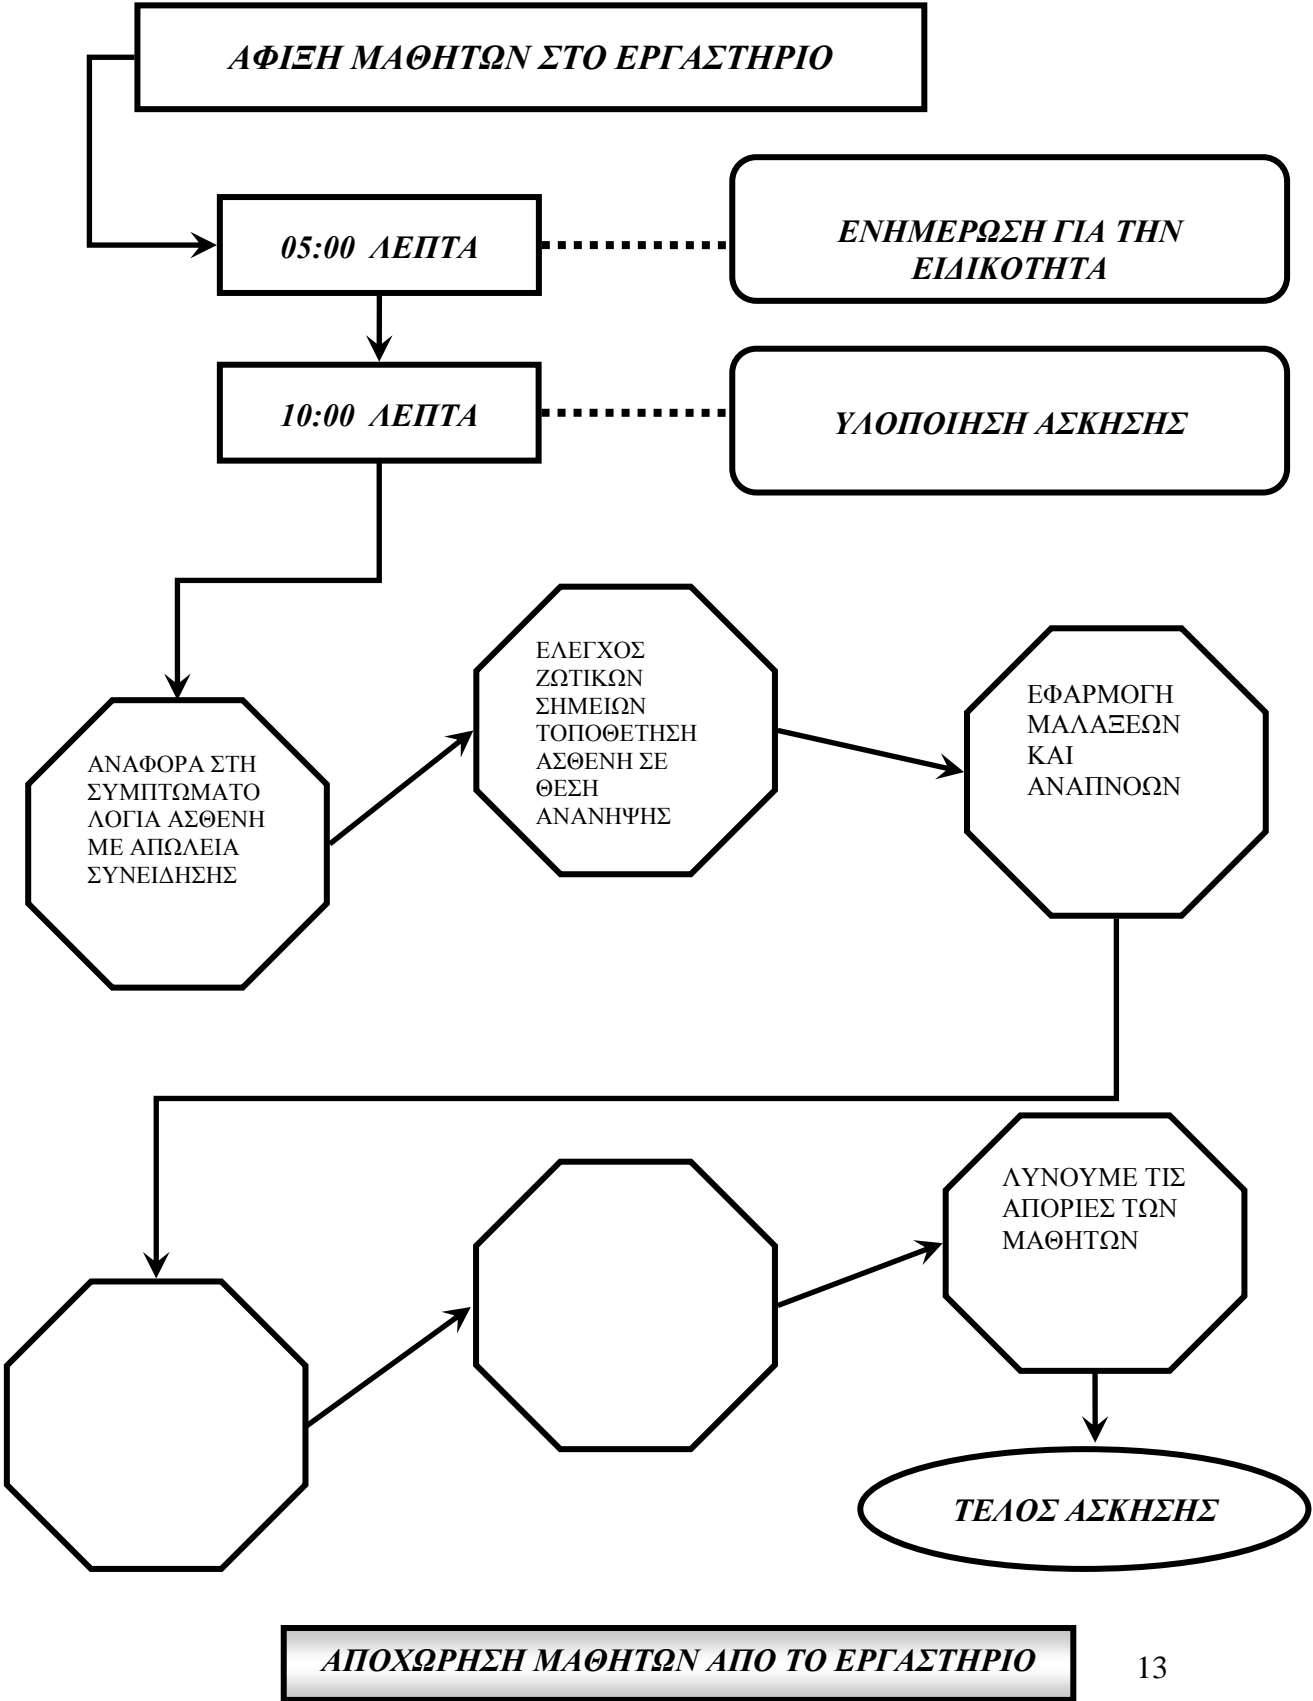 ΑΦΙΞΗ ΜΑΘΗΤΩΝ ΣΤΟ ΕΡΓΑΣΤΗΡΙΟ
05:00 ΛΕΠΤΑ
ΕΝΗΜΕΡΩΣΗ ΓΙΑ ΤΗΝ
ΕΙΔΙΚΟΤΗΤΑ
10:00 ΛΕΠΤΑ
ΥΛΟΠΟΙΗΣΗ ΑΣΚΗΣΗΣ
ΑΝΑΦΟΡΑ ΣΤΗ
ΣΥΜΠΤΩΜΑΤΟ
ΛΟΓΙΑ ΑΣΘΕΝΗ
ΜΕ ΑΠΩΛΕΙΑ
ΣΥΝΕΙΔΗΣΗΣ
ΕΛΕΓΧΟΣ
ΖΩΤΙΚΩΝ
ΣΗΜΕΙΩΝ
ΤΟΠΟΘΕΤΗΣΗ
ΑΣΘΕΝΗ ΣΕ
ΘΕΣΗ
ΑΝΑΝΗΨΗΣ
ΕΦΑΡΜΟΓΗ
ΜΑΛΑΞΕΩΝ
ΚΑΙ
ΑΝΑΠΝΟΩΝ
ΛΥΝΟΥΜΕ ΤΙΣ
ΑΠΟΡΙΕΣ ΤΩΝ
ΜΑΘΗΤΩΝ
ΤΕΛΟΣ ΑΣΚΗΣΗΣ
ΑΠΟΧΩΡΗΣΗ ΜΑΘΗΤΩΝ ΑΠΟ ΤΟ ΕΡΓΑΣΤΗΡΙΟ
13